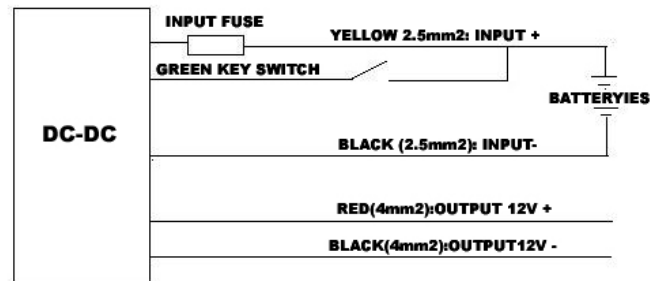 INPUT FUSE
YELLOW 2.5mm2: INPUT +
GREEN KEY SWITCH
BATTERYIES
DC-DC
BLACK (2.5mm2): INPUT-
RED(4mm2):OUTPUT 12V +
BLACK(4mm2):OUTPUT12V -